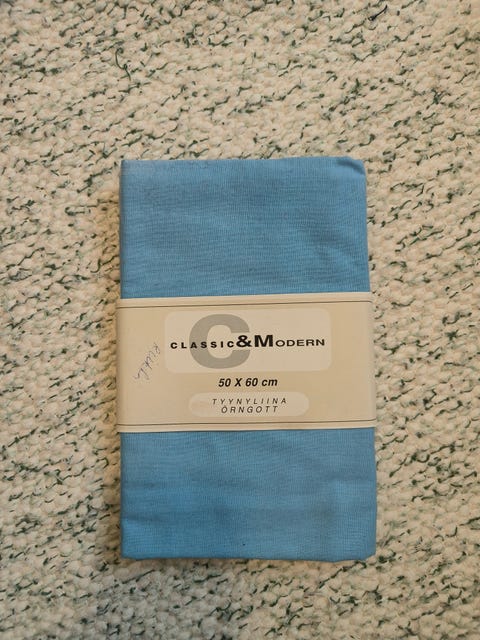 C
CLASSIC&MODERN
50 X 60 cm
TYYNYLIINA
ÖRNGOTT